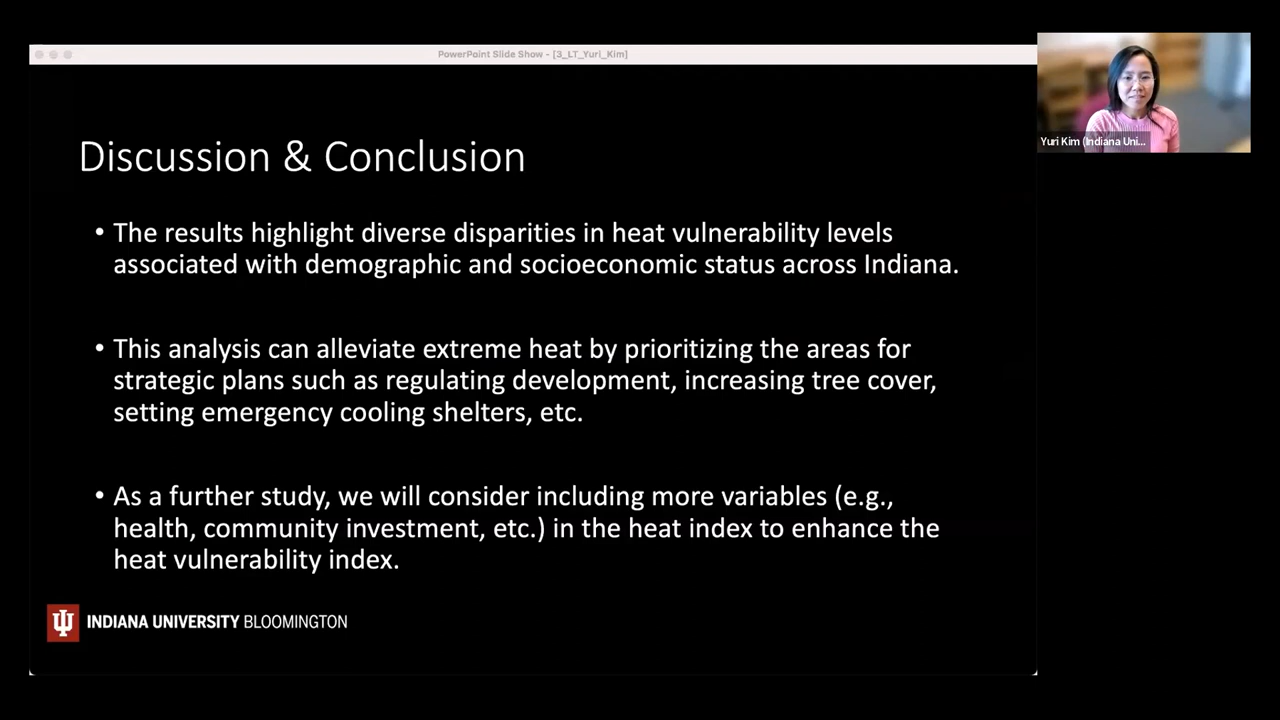 PowerPoint Slide Show - [3_LT_Yuri_Kim]
Yuri Kim (Indiana Uni...
Discussion & Conclusion
• The results highlight diverse disparities in heat vulnerability levels
associated with demographic and socioeconomic status across Indiana.
• This analysis can alleviate extreme heat by prioritizing the areas for
strategic plans such as regulating development, increasing tree cover,
setting emergency cooling shelters, etc.
• As a further study, we will consider including more variables (e.g.,
health, community investment, etc.) in the heat index to enhance the
heat vulnerability index.
INDIANA UNIVERSITY BLOOMINGTON